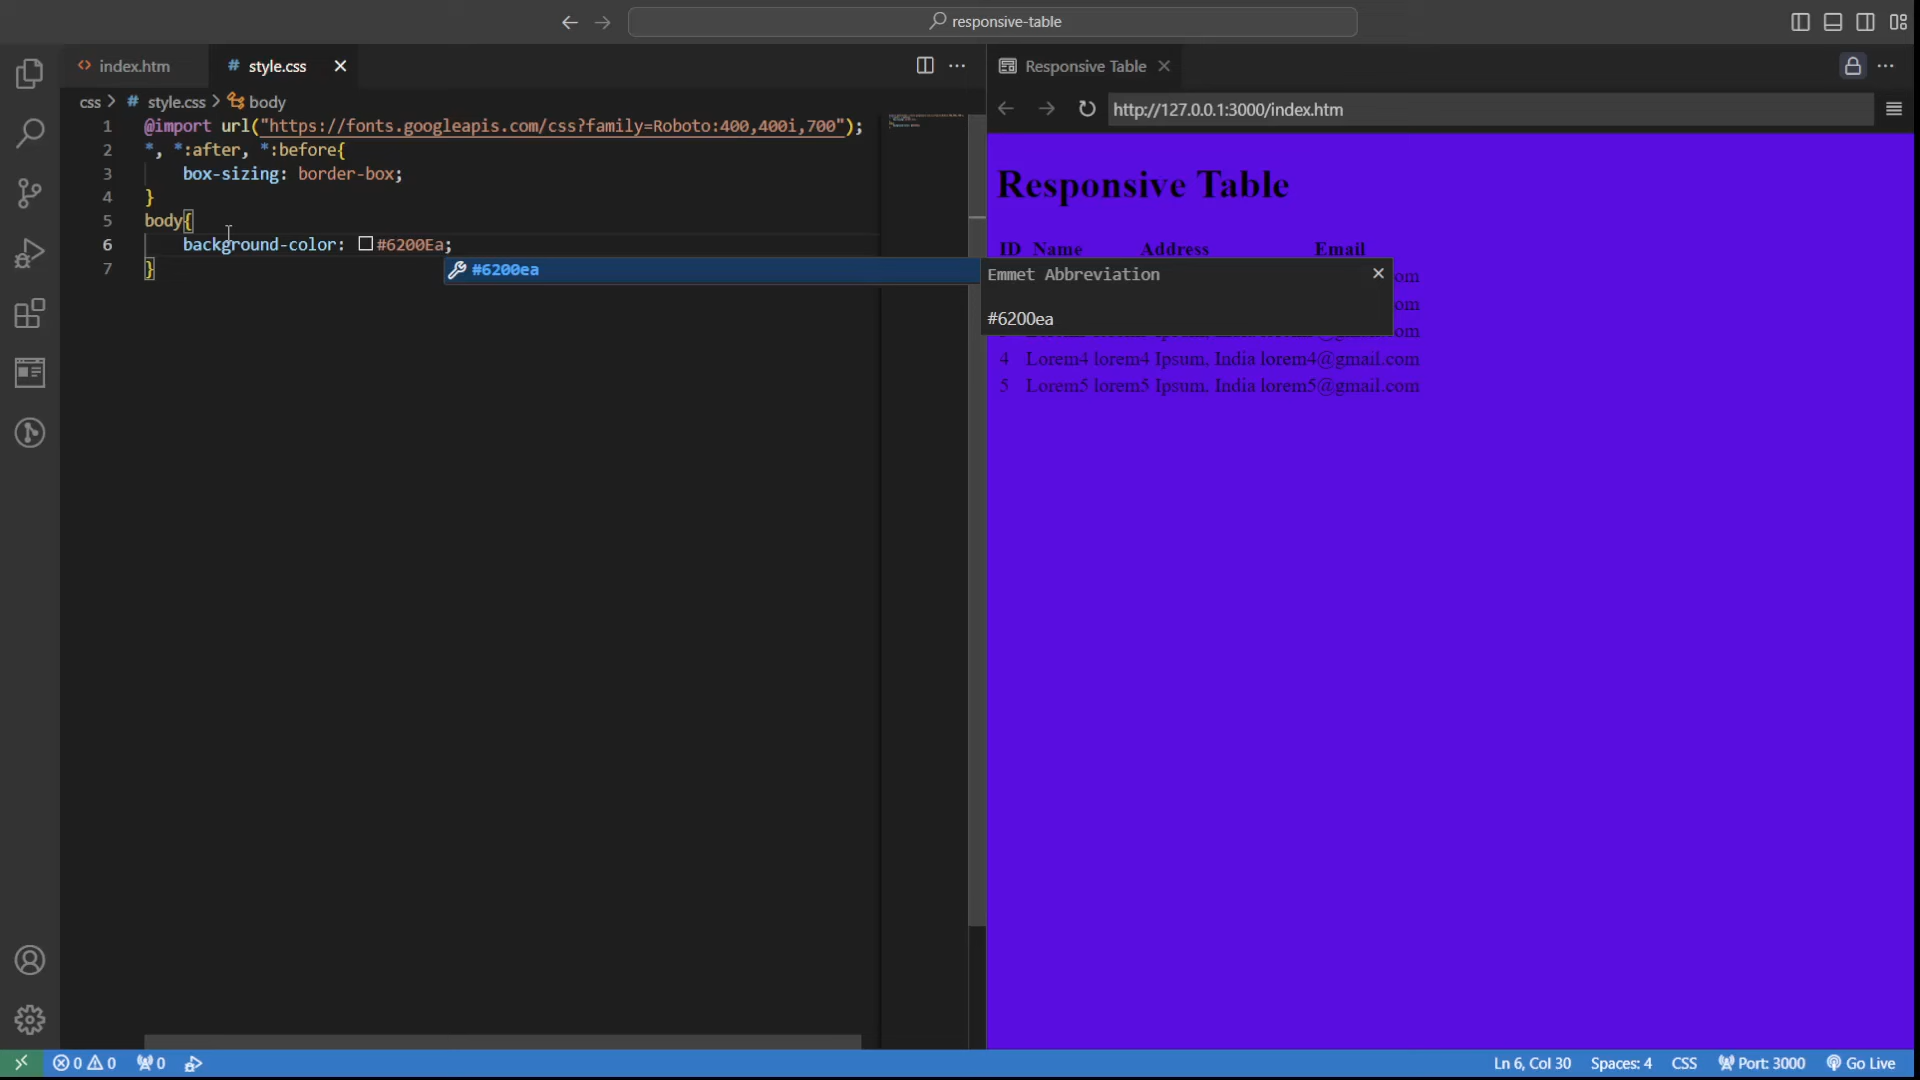 responsive-table
index.htm
# style.css
Responsive Table
css > # style.css > body
http://127.0.0.1:3000/index.htm
1 @import url("https://fonts.googleapis.com/css?family=Roboto:400,400i,700");
2 *, *:after, *:before{
3 box-sizing: border-box;
4 }
5 body{
6 background-color: #6200Ea;
7 }
#6200ea
Emmet Abbreviation
#6200ea
Responsive Table
ID Name Address Email
om
om
4 Lorem4 lorem4 Ipsum, India lorem4@gmail.com
5 Lorem5 lorem5 Ipsum, India lorem5@gmail.com
0 0 0
Ln 6, Col 30 Spaces: 4 CSS Port: 3000 Go Live